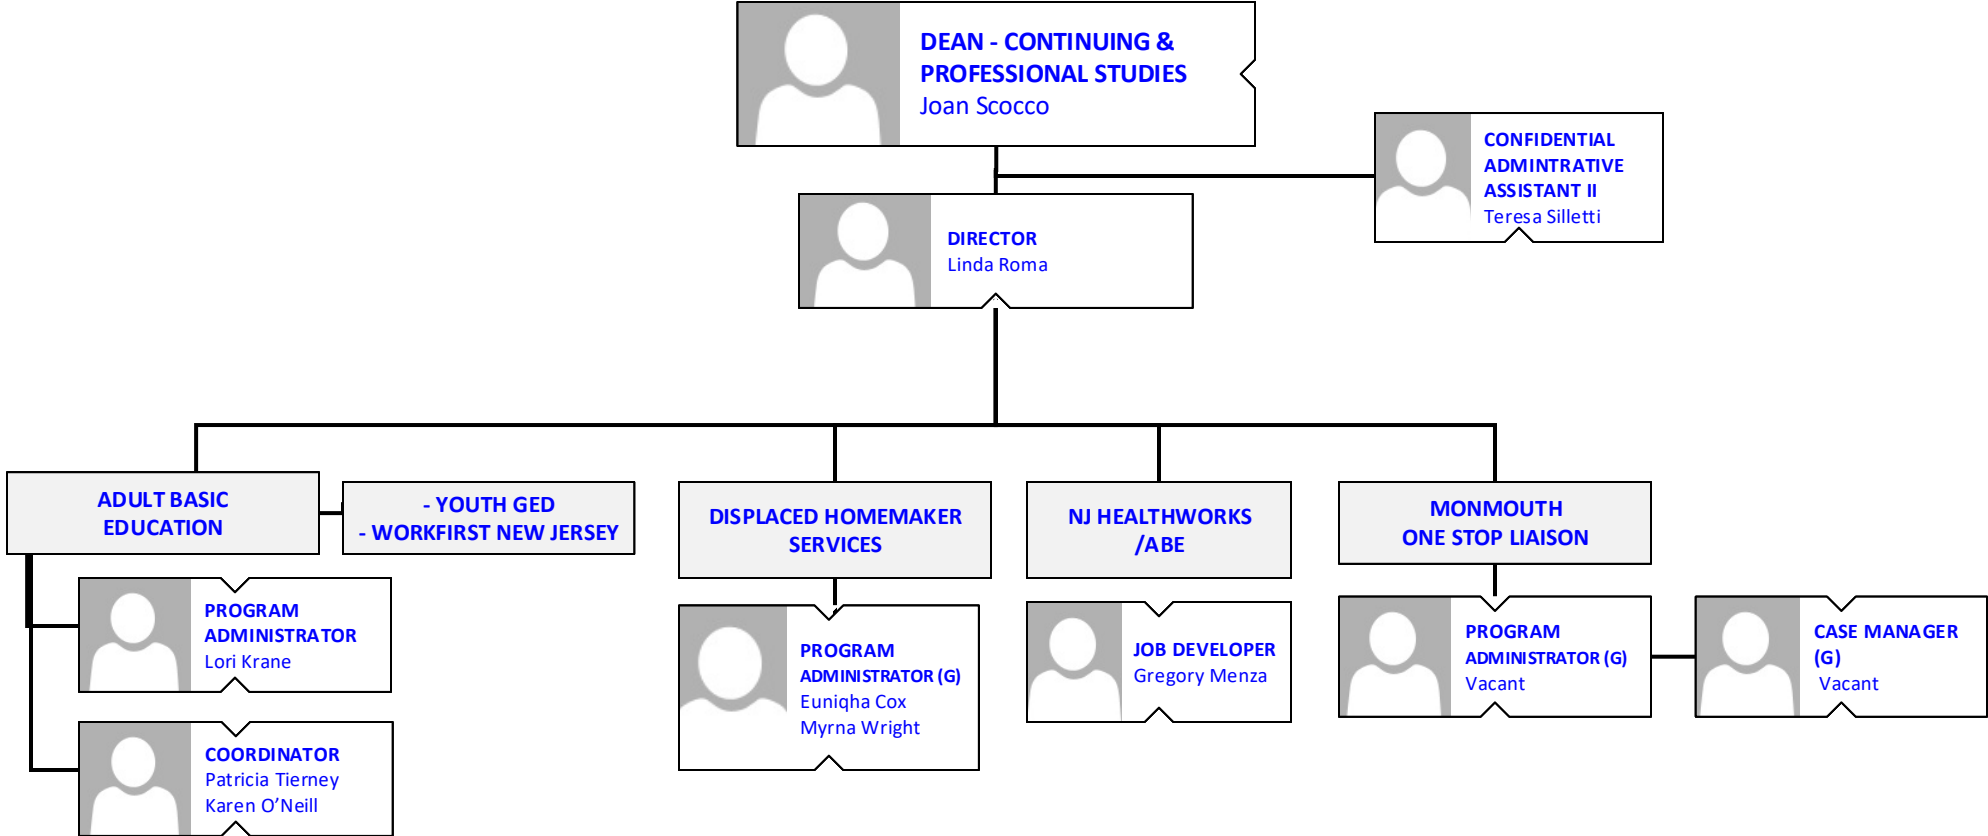 DEAN - CONTINUING &
PROFESSIONAL STUDIES
Joan Scocco
CONFIDENTIAL
ADMINTRATIVE
ASSISTANT II
Teresa Silletti
DIRECTOR
Linda Roma
ADULT BASIC
EDUCATION
- YOUTH GED
- WORKFIRST NEW JERSEY
DISPLACED HOMEMAKER
SERVICES
NJ HEALTHWORKS
/ABE
MONMOUTH
ONE STOP LIAISON
PROGRAM
ADMINISTRATOR
Lori Krane
COORDINATOR
Patricia Tierney
Karen O’Neill
PROGRAM
ADMINISTRATOR (G)
Euniqha Cox
Myrna Wright
JOB DEVELOPER
Gregory Menza
PROGRAM
ADMINISTRATOR (G)
Vacant
CASE MANAGER
(G)
Vacant